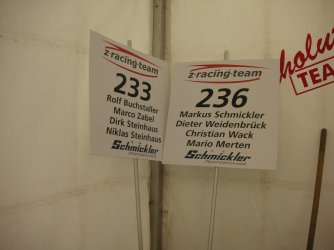 z-racing-team
233
Rolf Buchstaller
Marco Zabel
Dirk Steinhaus
Niklas Steinhaus
Schmickler
z-racing-team
236
Markus Schmickler
Dieter Weidenbrück
Christian Wack
Mario Merten
Schmickler
TEA